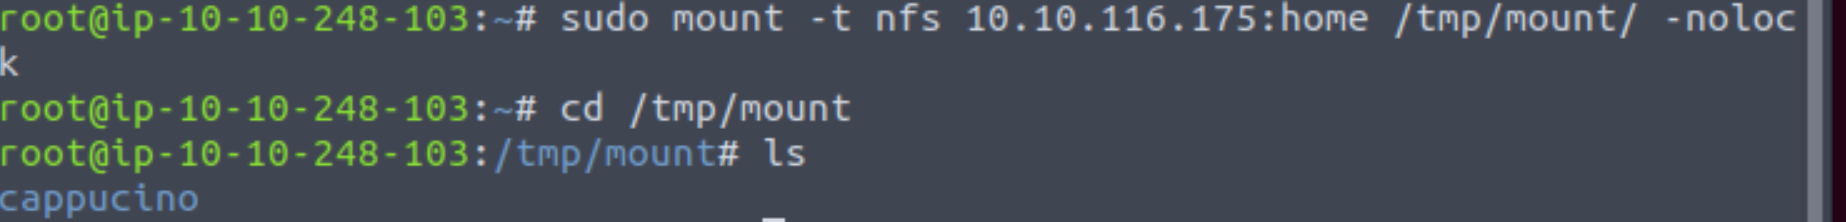 root@ip-10-10-248-103:~# sudo mount -t nfs 10.10.116.175:home /tmp/mount/ -noloc
k
root@ip-10-10-248-103:~# cd /tmp/mount
root@ip-10-10-248-103:/tmp/mount# ls
cappucino